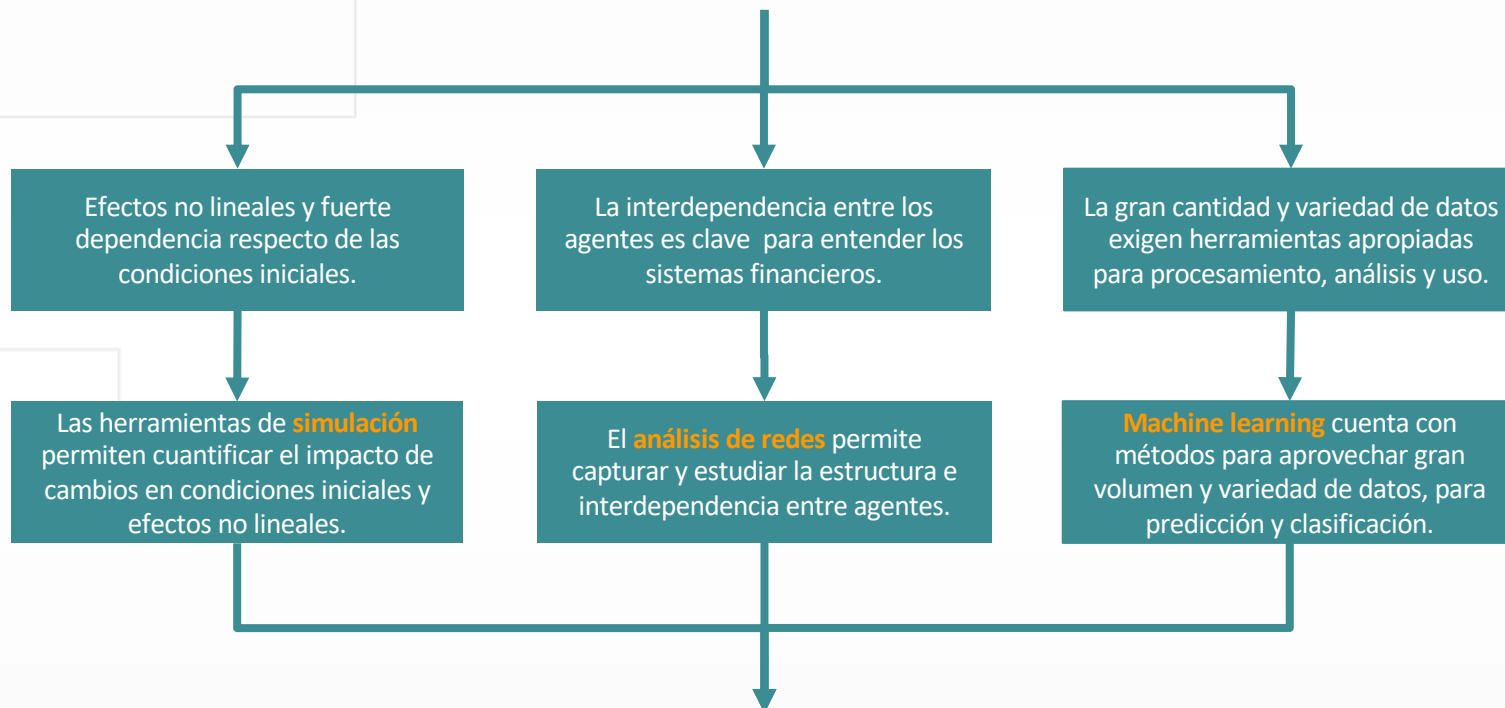 Efectos no lineales y fuerte
dependencia respecto de las
condiciones iniciales.
La interdependencia entre los
agentes es clave  para entender los
sistemas financieros.
La gran cantidad y variedad de datos
exigen herramientas apropiadas
para procesamiento, análisis y uso.
Las herramientas de simulación
permiten cuantificar el impacto de
cambios en condiciones iniciales y
efectos no lineales.
El análisis de redes permite
capturar y estudiar la estructura e
interdependencia entre agentes.
Machine learning cuenta con
métodos para aprovechar gran
volumen y variedad de datos, para
predicción y clasificación.